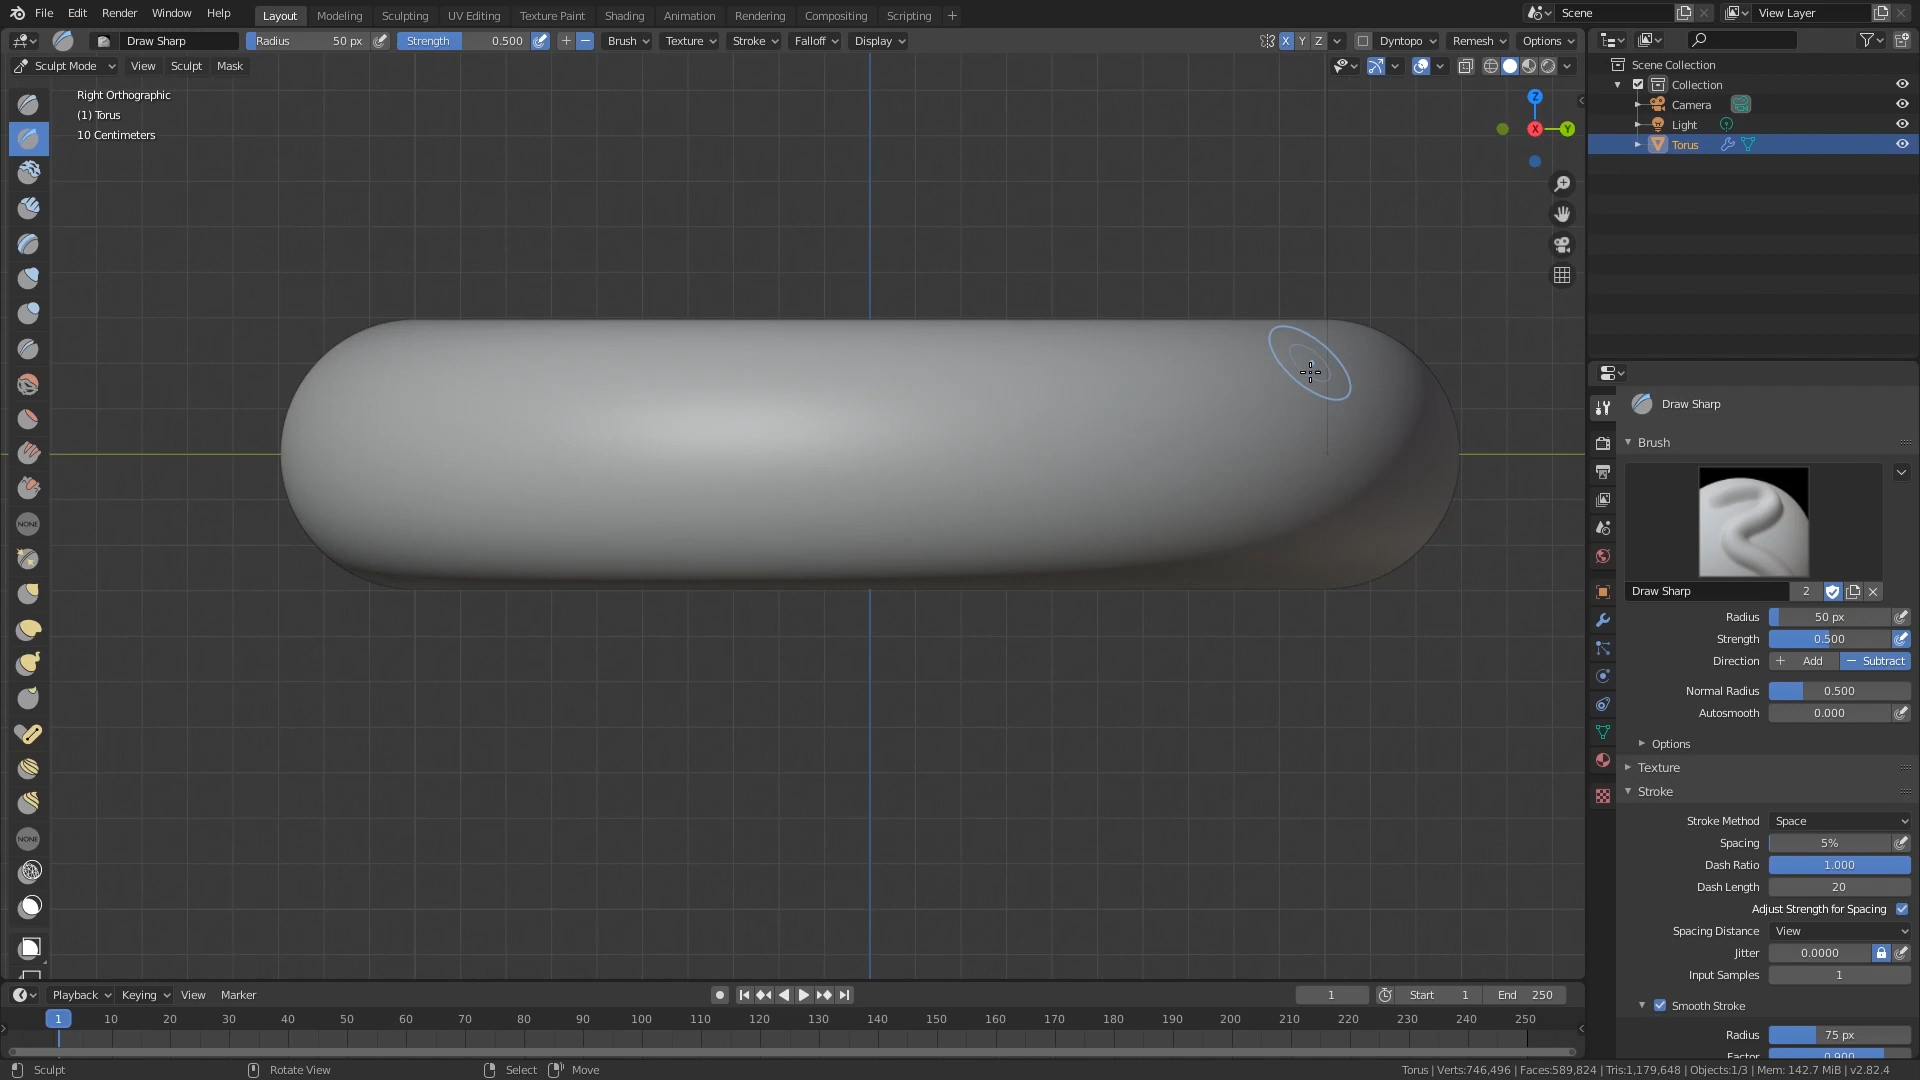 File Edit Render Window Help Layout Modeling Sculpting UV Editing Texture Paint Shading Animation Rendering Compositing Scripting + Scene View Layer
Draw Sharp Radius 50 px Strength 0.500 + − Brush Texture Stroke Falloff Display X Y Z Dyntopo Remesh Options
Sculpt Mode View Sculpt Mask
Scene Collection
Collection
Camera
Light
Torus
Right Orthographic
(1) Torus
10 Centimeters
Z
X
Y
NONE
NONE
Draw Sharp
Brush
Draw Sharp 2
Radius 50 px
Strength 0.500
Direction + Add − Subtract
Normal Radius 0.500
Autosmooth 0.000
Options
Texture
Stroke
Stroke Method Space
Spacing 5%
Dash Ratio 1.000
Dash Length 20
Adjust Strength for Spacing
Spacing Distance View
Jitter 0.0000
Input Samples 1
Smooth Stroke
Radius 75 px
Factor 0.900
Playback Keying View Marker 1 Start 1 End 250
1 10 20 30 40 50 60 70 80 90 100 110 120 130 140 150 160 170 180 190 200 210 220 230 240 250
Sculpt Rotate View Select Move Torus | Verts:746,496 | Faces:589,824 | Tris:1,179,648 | Objects:1/3 | Mem: 142.7 MiB | v2.82.4